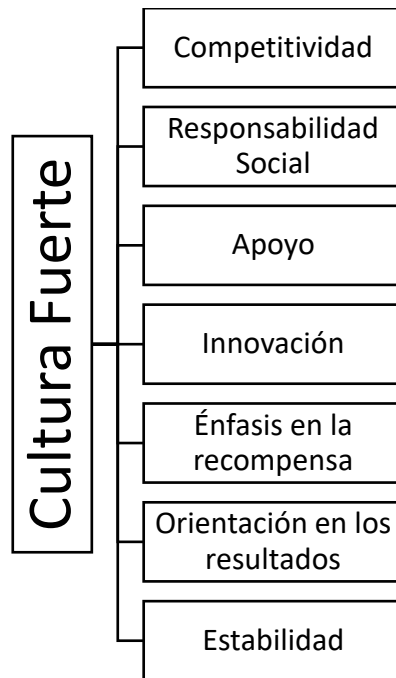 Cultura Fuerte
Competitividad
Responsabilidad
Social
Apoyo
Innovación
Énfasis en la
recompensa
Orientación en los
resultados
Estabilidad